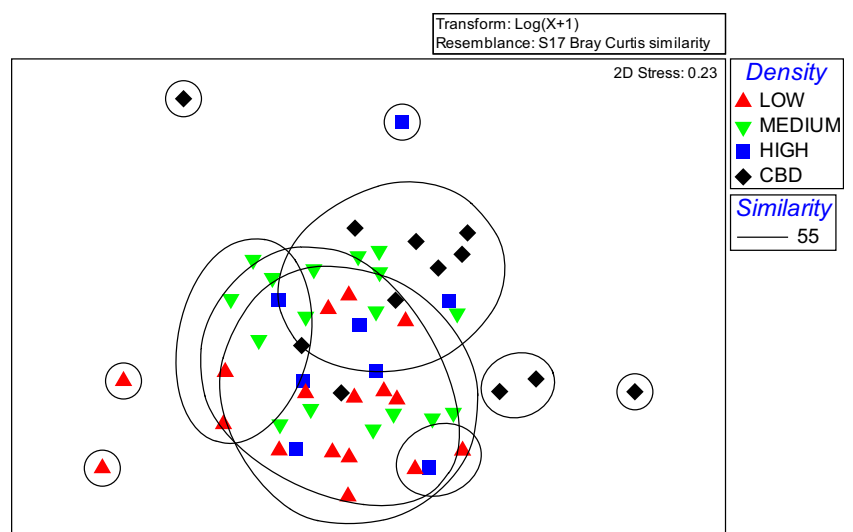 Transform: Log(X+1)
Resemblance: S17 Bray Curtis similarity
2D Stress: 0.23
Density
LOW
MEDIUM
HIGH
CBD
Similarity
55